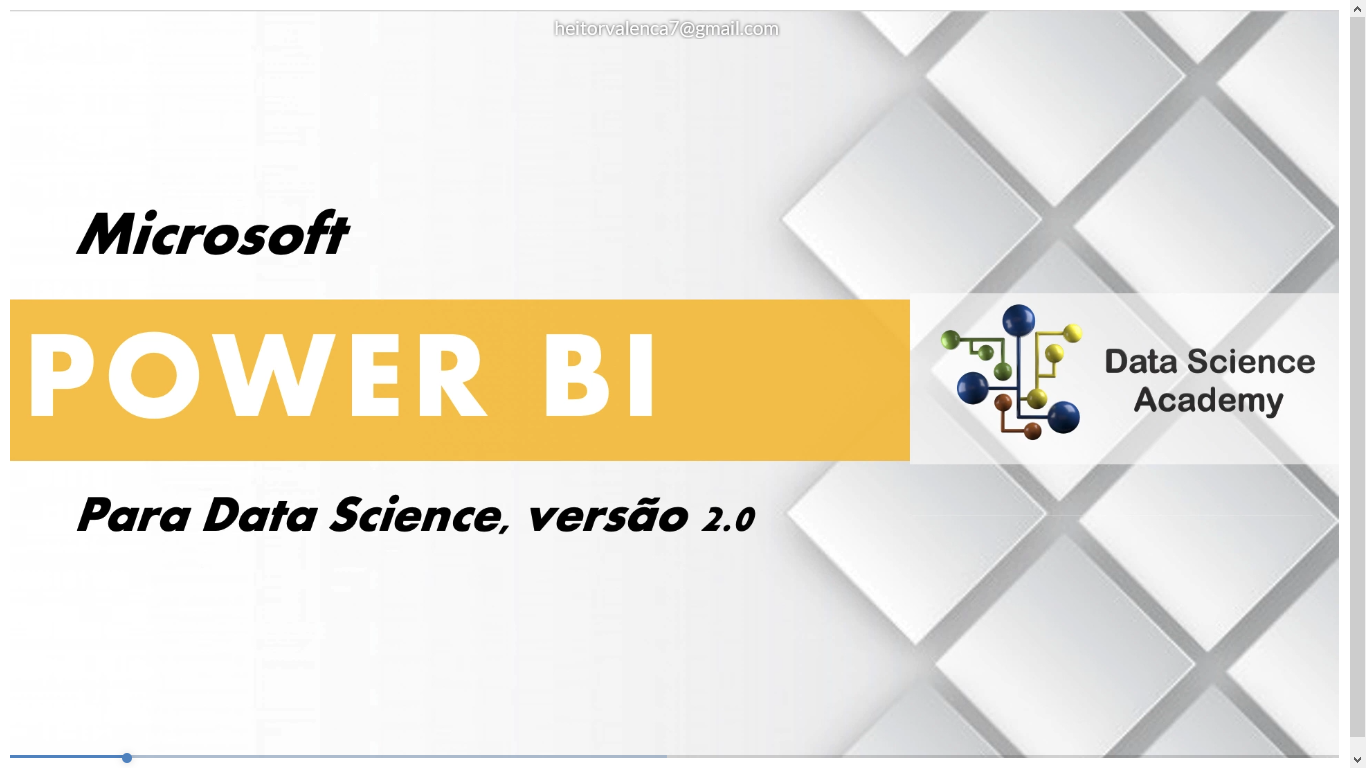 heitorvalenca7@gmail.com
Microsoft
POWER BI
Data Science
Academy
Para Data Science, versão 2.0